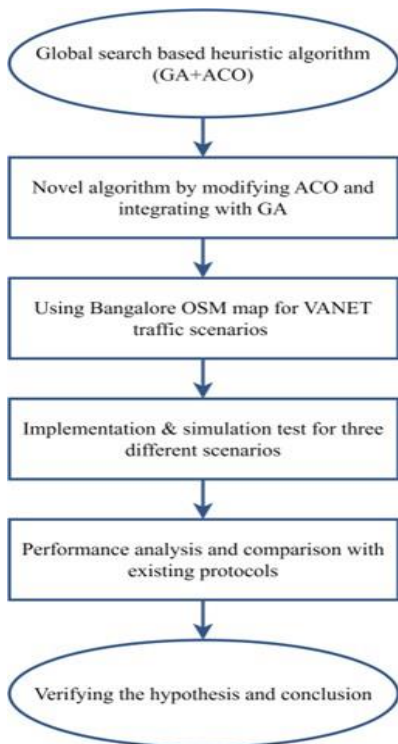 Global search based heuristic algorithm
(GA+ACO)
Novel algorithm by modifying ACO and
integrating with GA
Using Bangalore OSM map for VANET
traffic scenarios
Implementation & simulation test for three
different scenarios
Performance analysis and comparison with
existing protocols
Verifying the hypothesis and conclusion